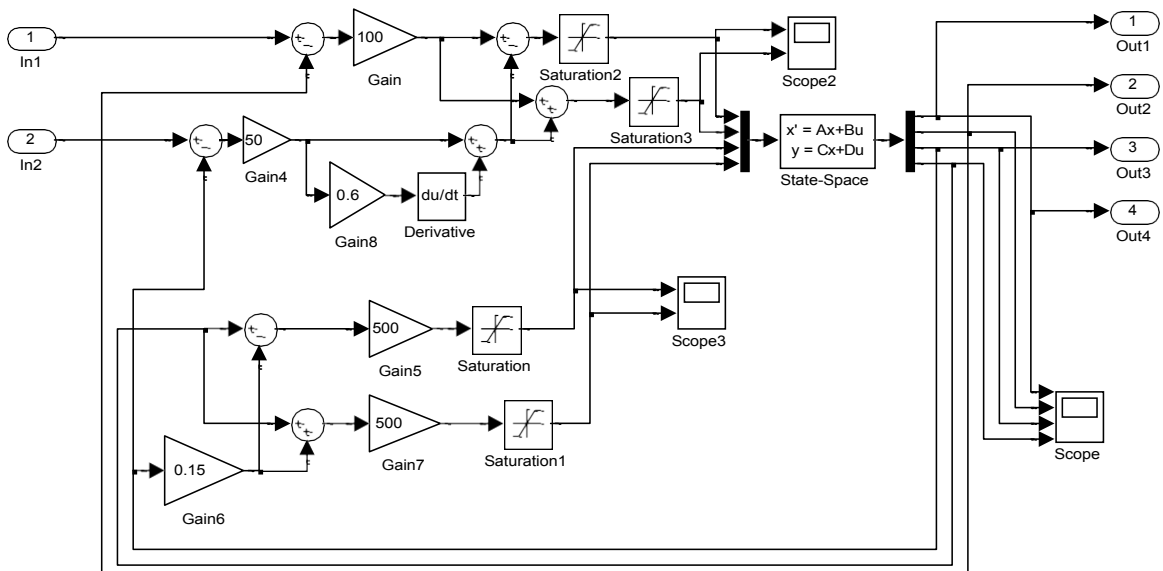 1
In1
100
Gain
Saturation2
Scope2
1
Out1
2
Out2
2
In2
50
Gain4
0.6
Gain8
du/dt
Derivative
Saturation3
x' = Ax+Bu
y = Cx+Du
State-Space
3
Out3
4
Out4
500
Gain5
Saturation
Scope3
500
Gain7
Saturation1
0.15
Gain6
Scope